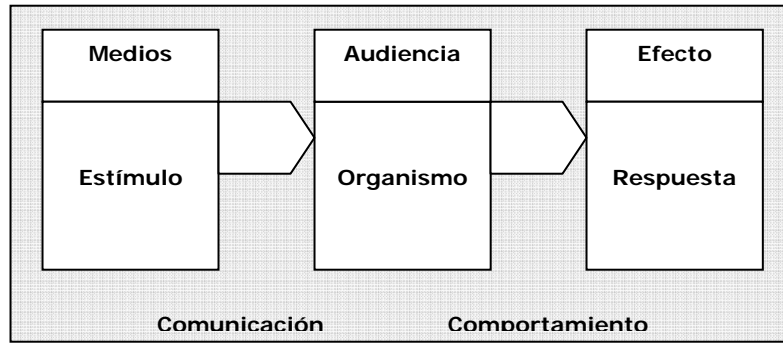 Medios Audiencia Efecto
Estímulo Organismo Respuesta
Comunicación Comportamiento